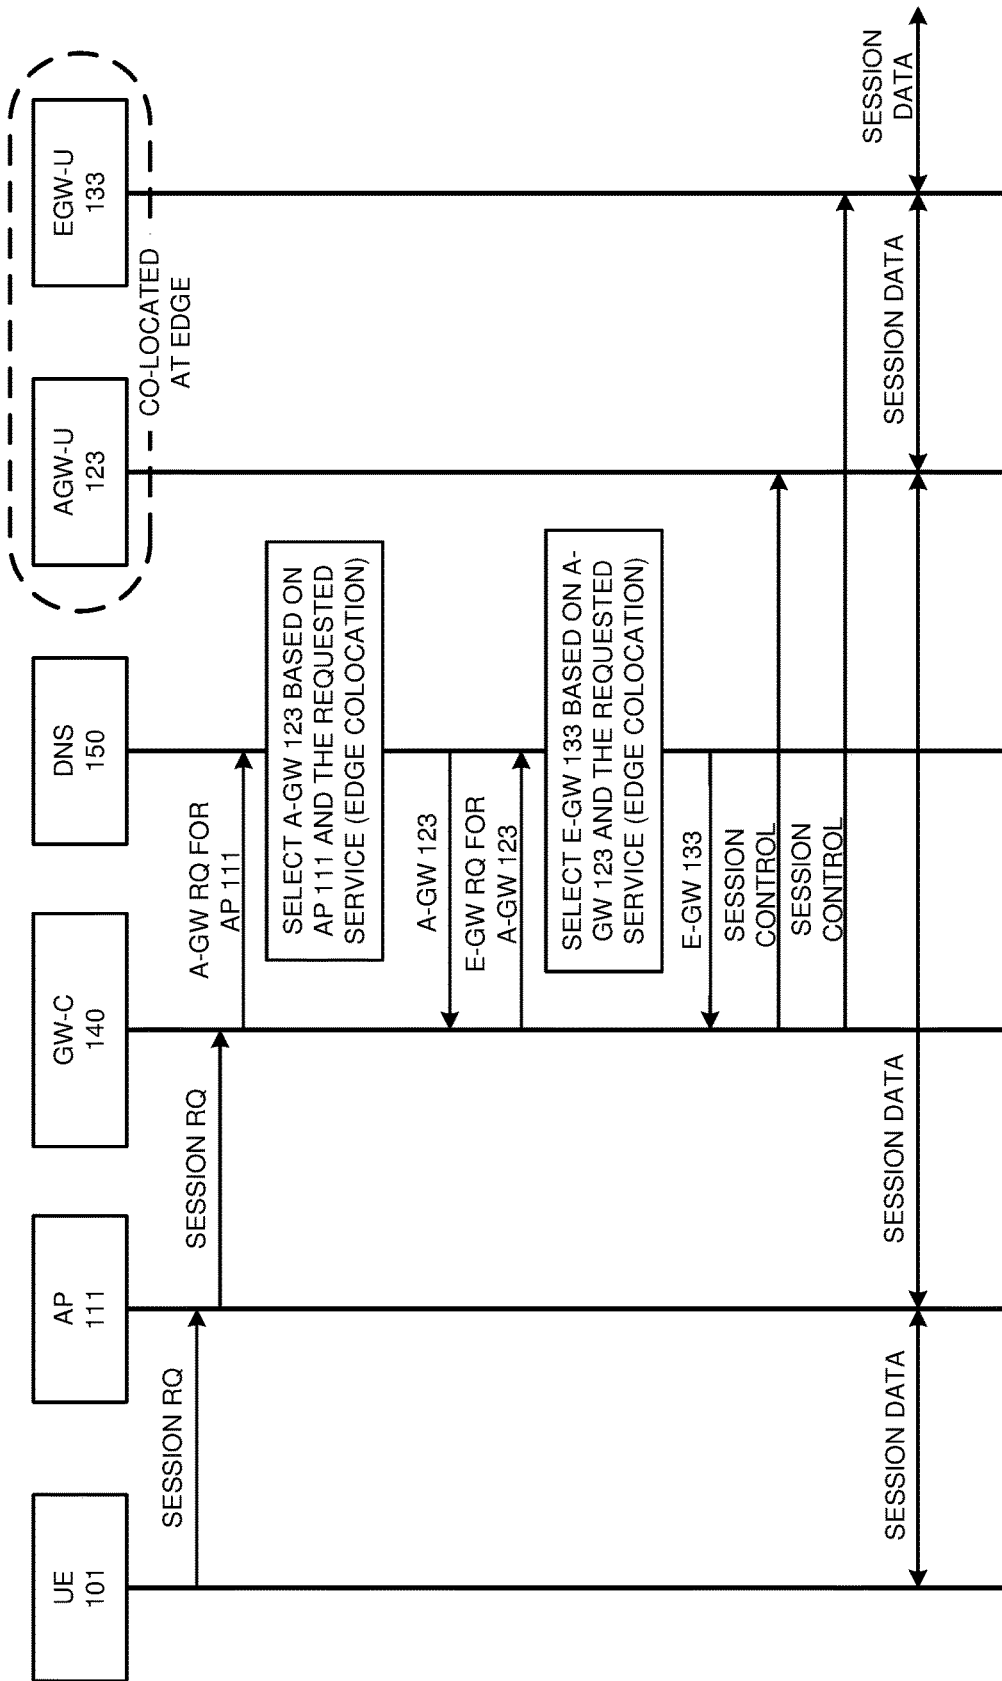 UE
101
AP
111
GW-C
140
DNS
150
AGW-U
123
EGW-U
133
CO-LOCATED
AT EDGE
SESSION RQ
SESSION RQ
A-GW RQ FOR
AP 111
SELECT A-GW 123 BASED ON
AP 111 AND THE REQUESTED
SERVICE (EDGE COLOCATION)
A-GW 123
E-GW RQ FOR
A-GW 123
SELECT E-GW 133 BASED ON A-
GW 123 AND THE REQUESTED
SERVICE (EDGE COLOCATION)
E-GW 133
SESSION
CONTROL
SESSION
CONTROL
SESSION DATA
SESSION DATA
SESSION DATA
SESSION
DATA